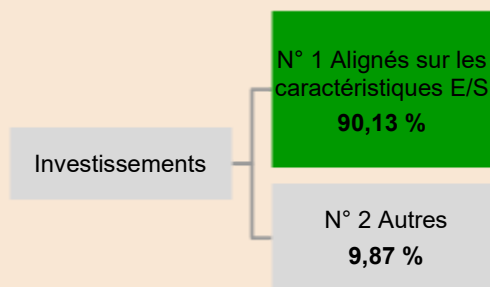 N° 1 Alignés sur les
caractéristiques E/S
90,13 %
Investissements
N° 2 Autres
9,87 %